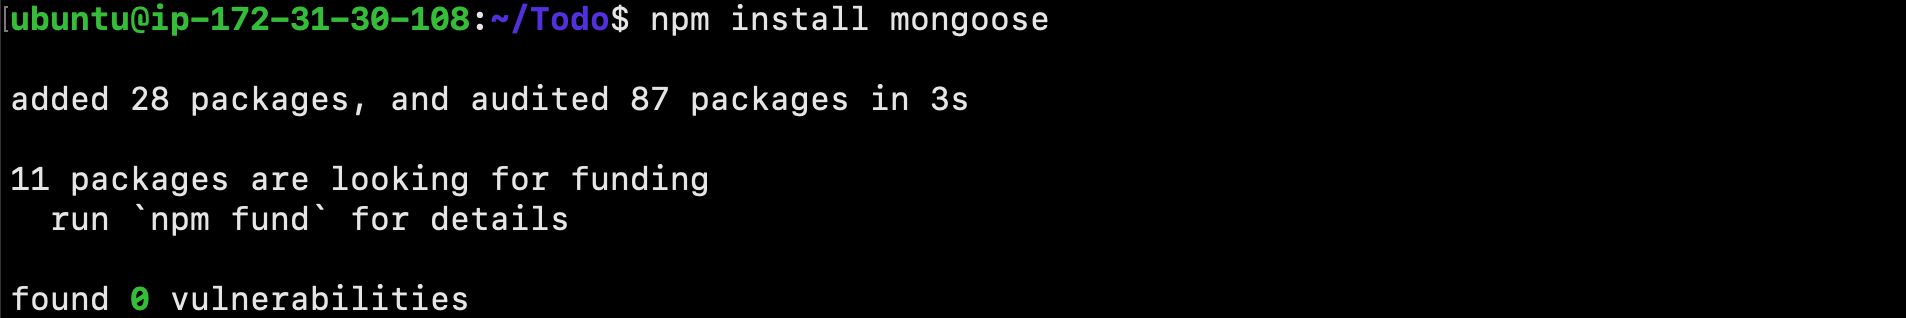 [ubuntu@ip-172-31-30-108:~/Todo$ npm install mongoose
added 28 packages, and audited 87 packages in 3s
11 packages are looking for funding
  run `npm fund` for details
found 0 vulnerabilities